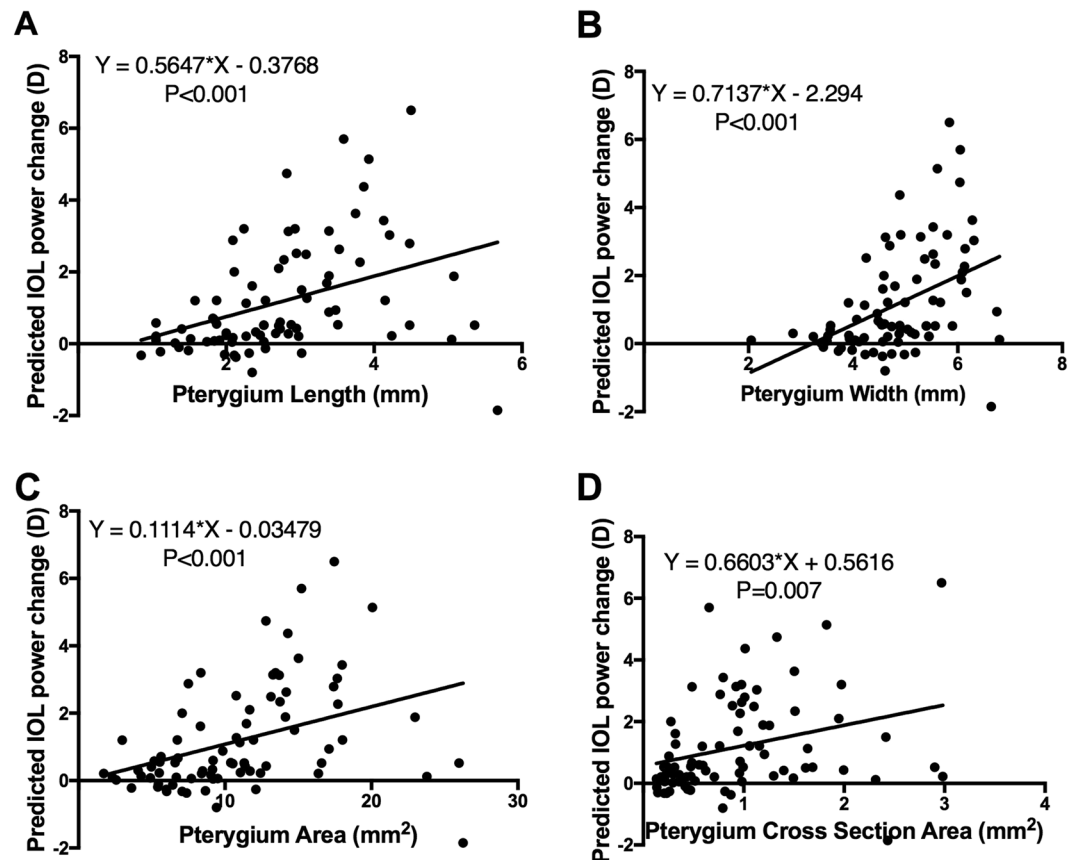 A
Y = 0.5647*X - 0.3768
P<0.001
Predicted IOL power change (D)
8
6
4
2
0
-2
2
4
6
Pterygium Length (mm)
B
Y = 0.7137*X - 2.294
P<0.001
Predicted IOL power change (D)
8
6
4
2
0
-2
2
4
6
8
Pterygium Width (mm)
C
Y = 0.1114*X - 0.03479
P<0.001
Predicted IOL power change (D)
8
6
4
2
0
-2
10
20
30
Pterygium Area (mm²)
D
Y = 0.6603*X + 0.5616
P=0.007
Predicted IOL power change (D)
8
6
4
2
0
-2
1
2
3
4
Pterygium Cross Section Area (mm²)